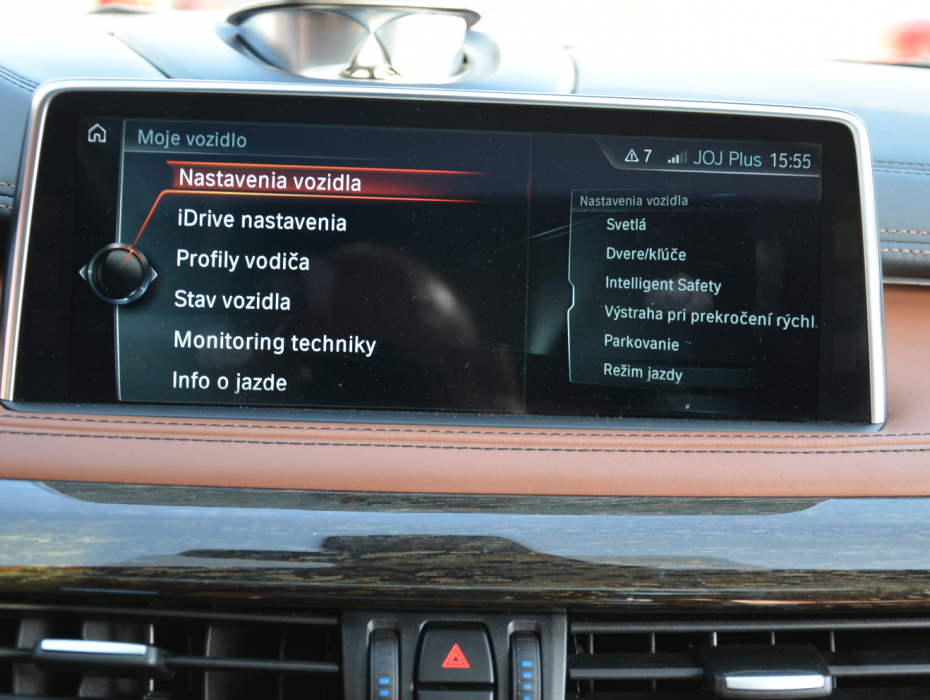 Moje vozidlo
7 JOJ Plus 15:55
Nastavenia vozidla
iDrive nastavenia
Profily vodiča
Stav vozidla
Monitoring techniky
Info o jazde
Nastavenia vozidla
Svetlá
Dvere/kľúče
Intelligent Safety
Výstraha pri prekročení rýchl.
Parkovanie
Režim jazdy